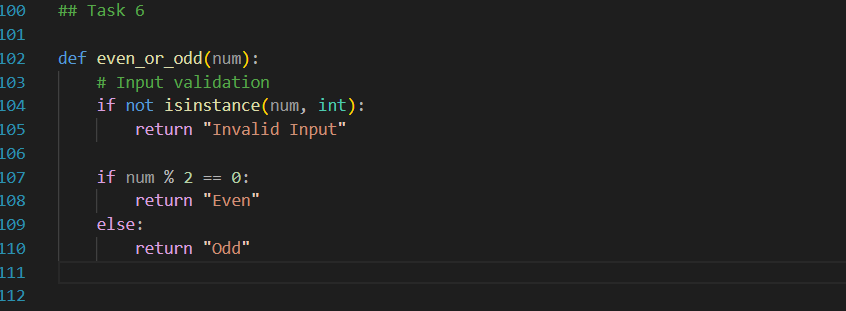 100 ## Task 6
101
102 def even_or_odd(num):
103     # Input validation
104     if not isinstance(num, int):
105         return "Invalid Input"
106
107     if num % 2 == 0:
108         return "Even"
109     else:
110         return "Odd"
111
112